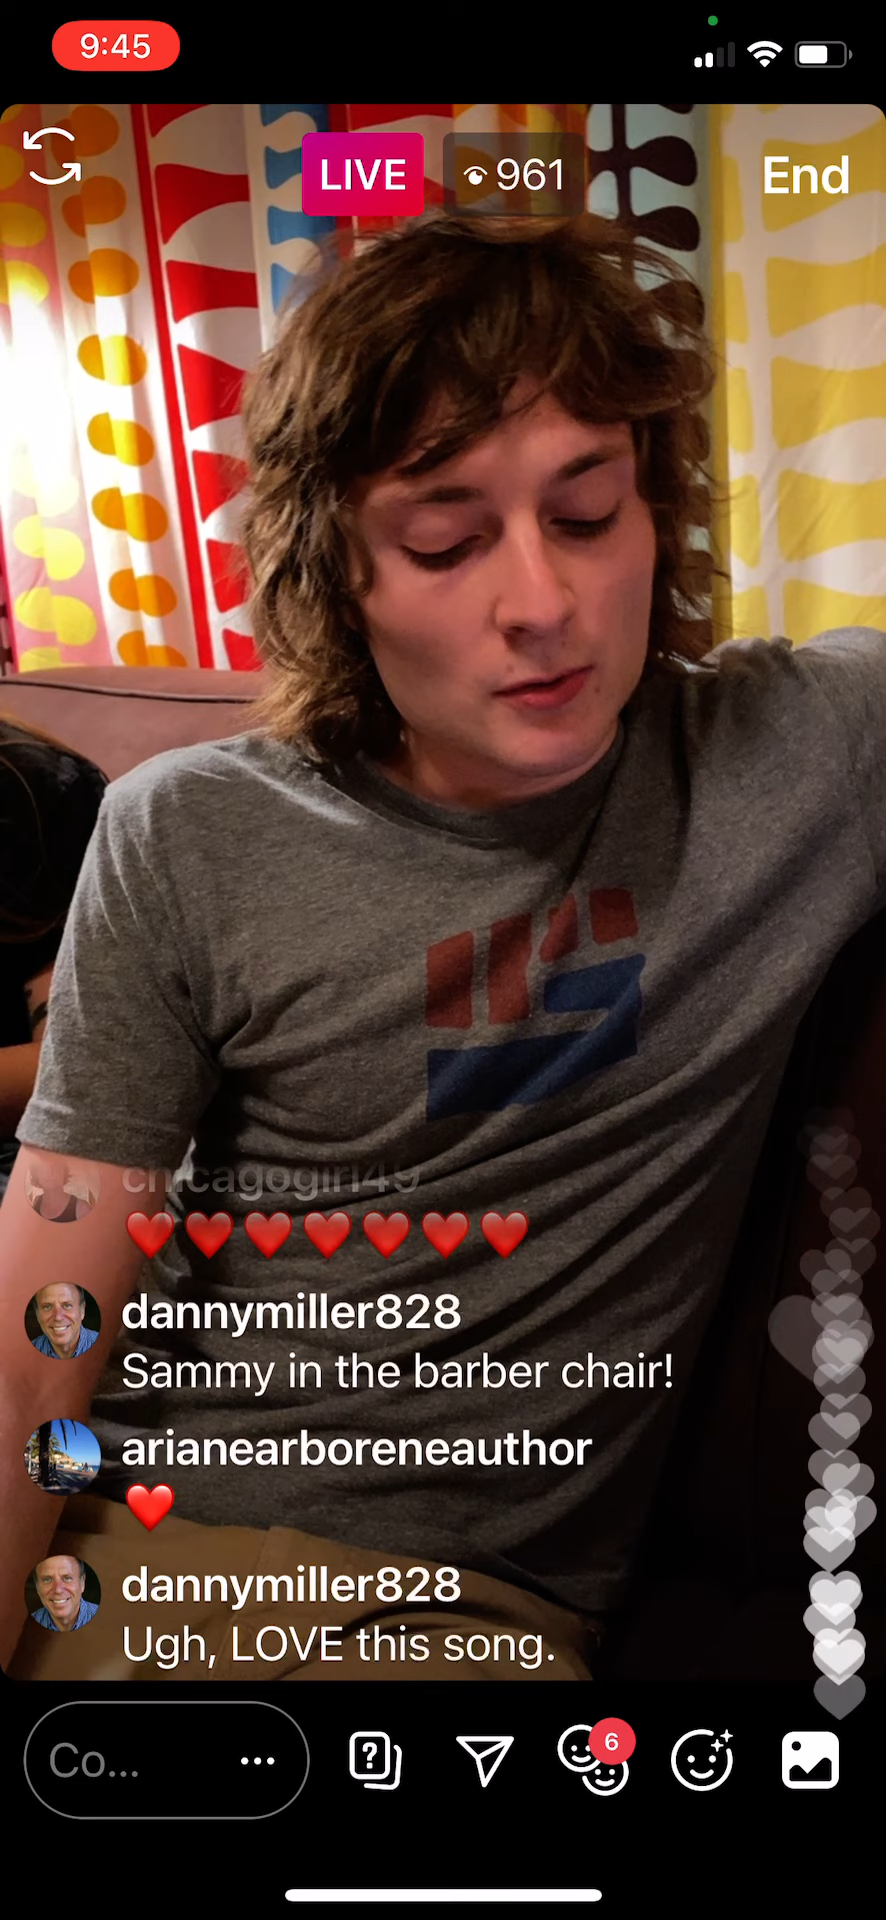 9:45
LIVE
961
End
chicagogirl49
❤️❤️❤️❤️❤️❤️❤️
dannymiller828
Sammy in the barber chair!
arianearboreneauthor
❤️
dannymiller828
Ugh, LOVE this song.
Co...
6